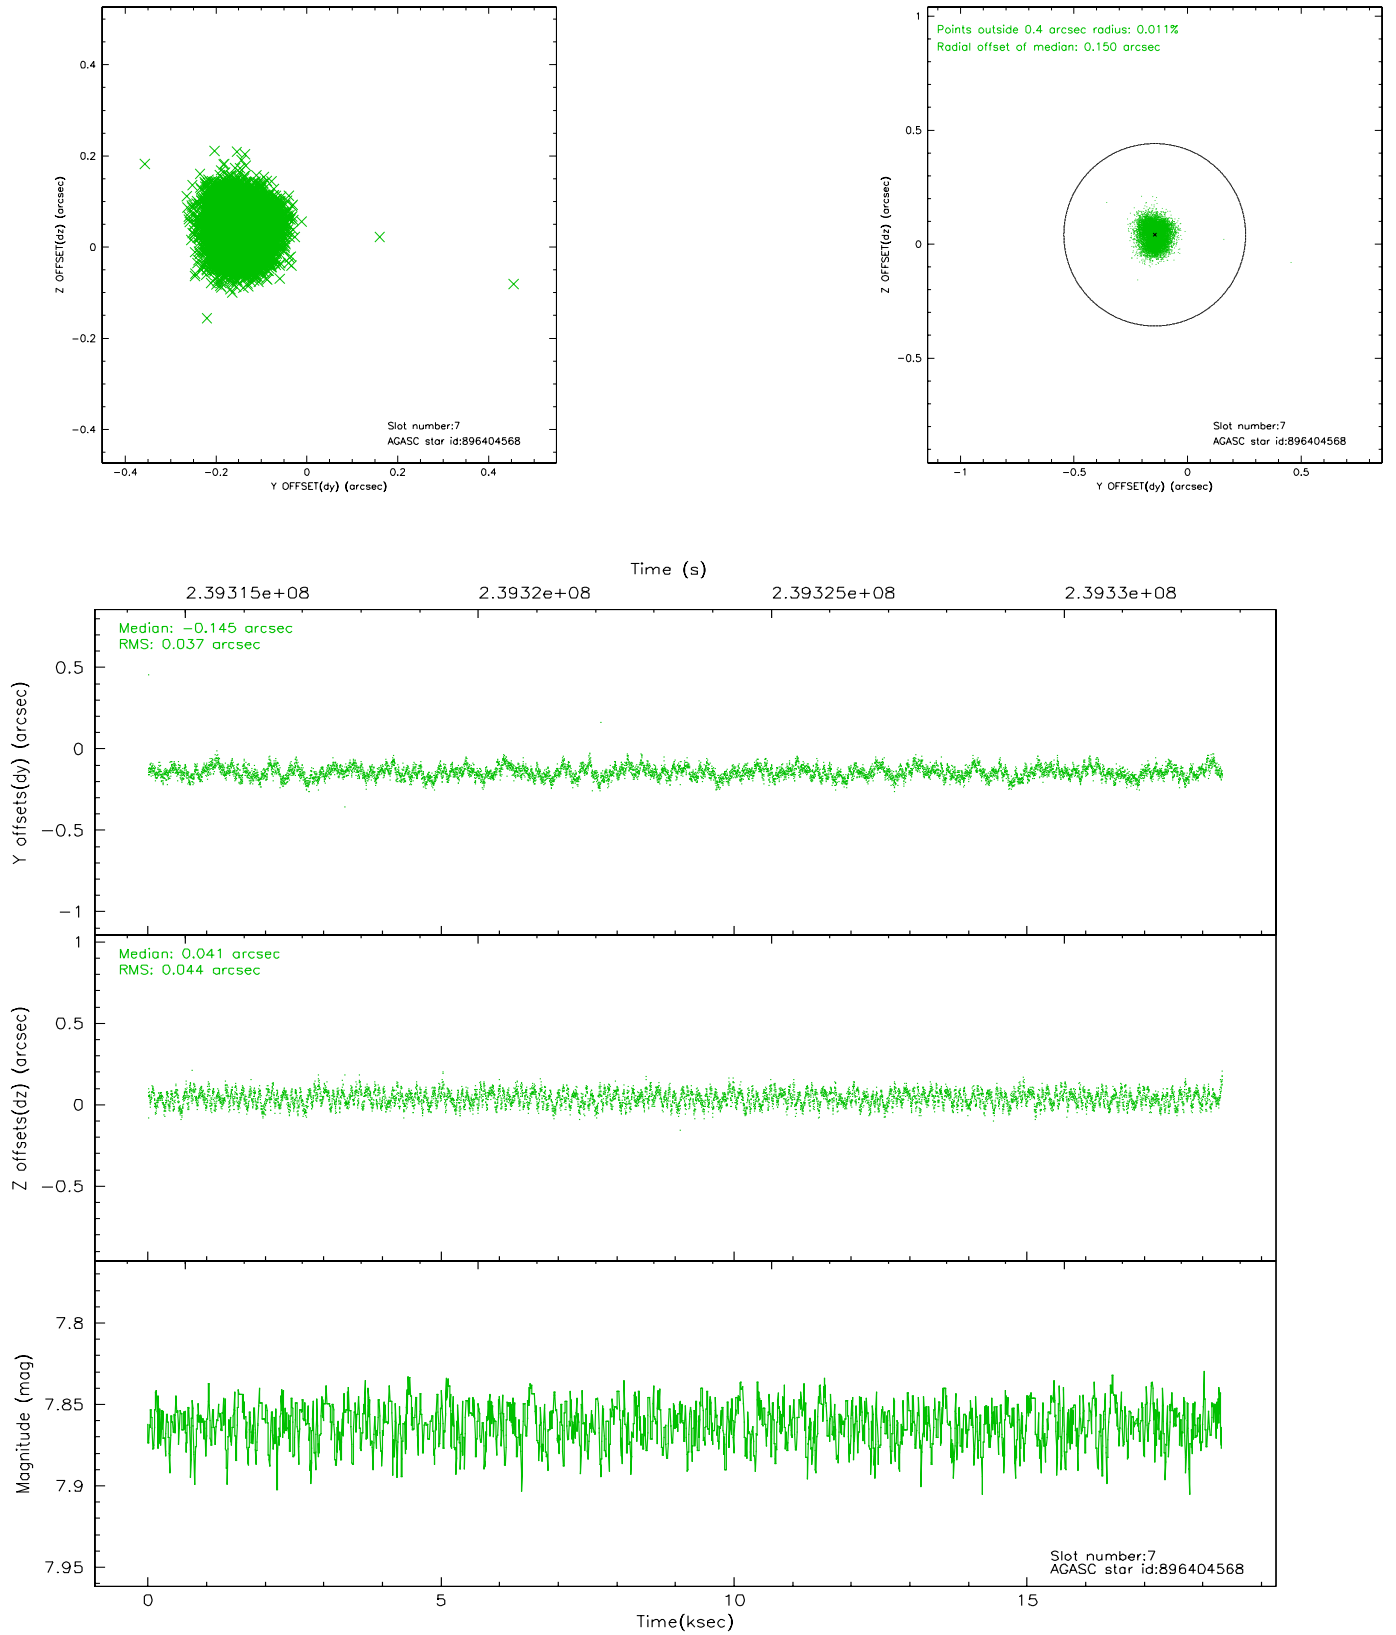 0.4
0.2
0
-0.2
-0.4
Z OFFSET(dz) (arcsec)
Slot number:7
AGASC star id:896404568
-0.4 -0.2 0 0.2 0.4
Y OFFSET(dy) (arcsec)
Points outside 0.4 arcsec radius: 0.011%
Radial offset of median: 0.150 arcsec
1
0.5
0
-0.5
Z OFFSET(dz) (arcsec)
Slot number:7
AGASC star id:896404568
-1 -0.5 0 0.5
Y OFFSET(dy) (arcsec)
Time (s)
2.39315e+08 2.3932e+08 2.39325e+08 2.3933e+08
Median: -0.145 arcsec
RMS: 0.037 arcsec
0.5
0
-0.5
-1
Y offsets(dy) (arcsec)
Median: 0.041 arcsec
RMS: 0.044 arcsec
1
0.5
0
-0.5
Z offsets(dz) (arcsec)
7.8
7.85
7.9
7.95
Magnitude (mag)
Slot number:7
AGASC star id:896404568
0 5 10 15
Time(ksec)